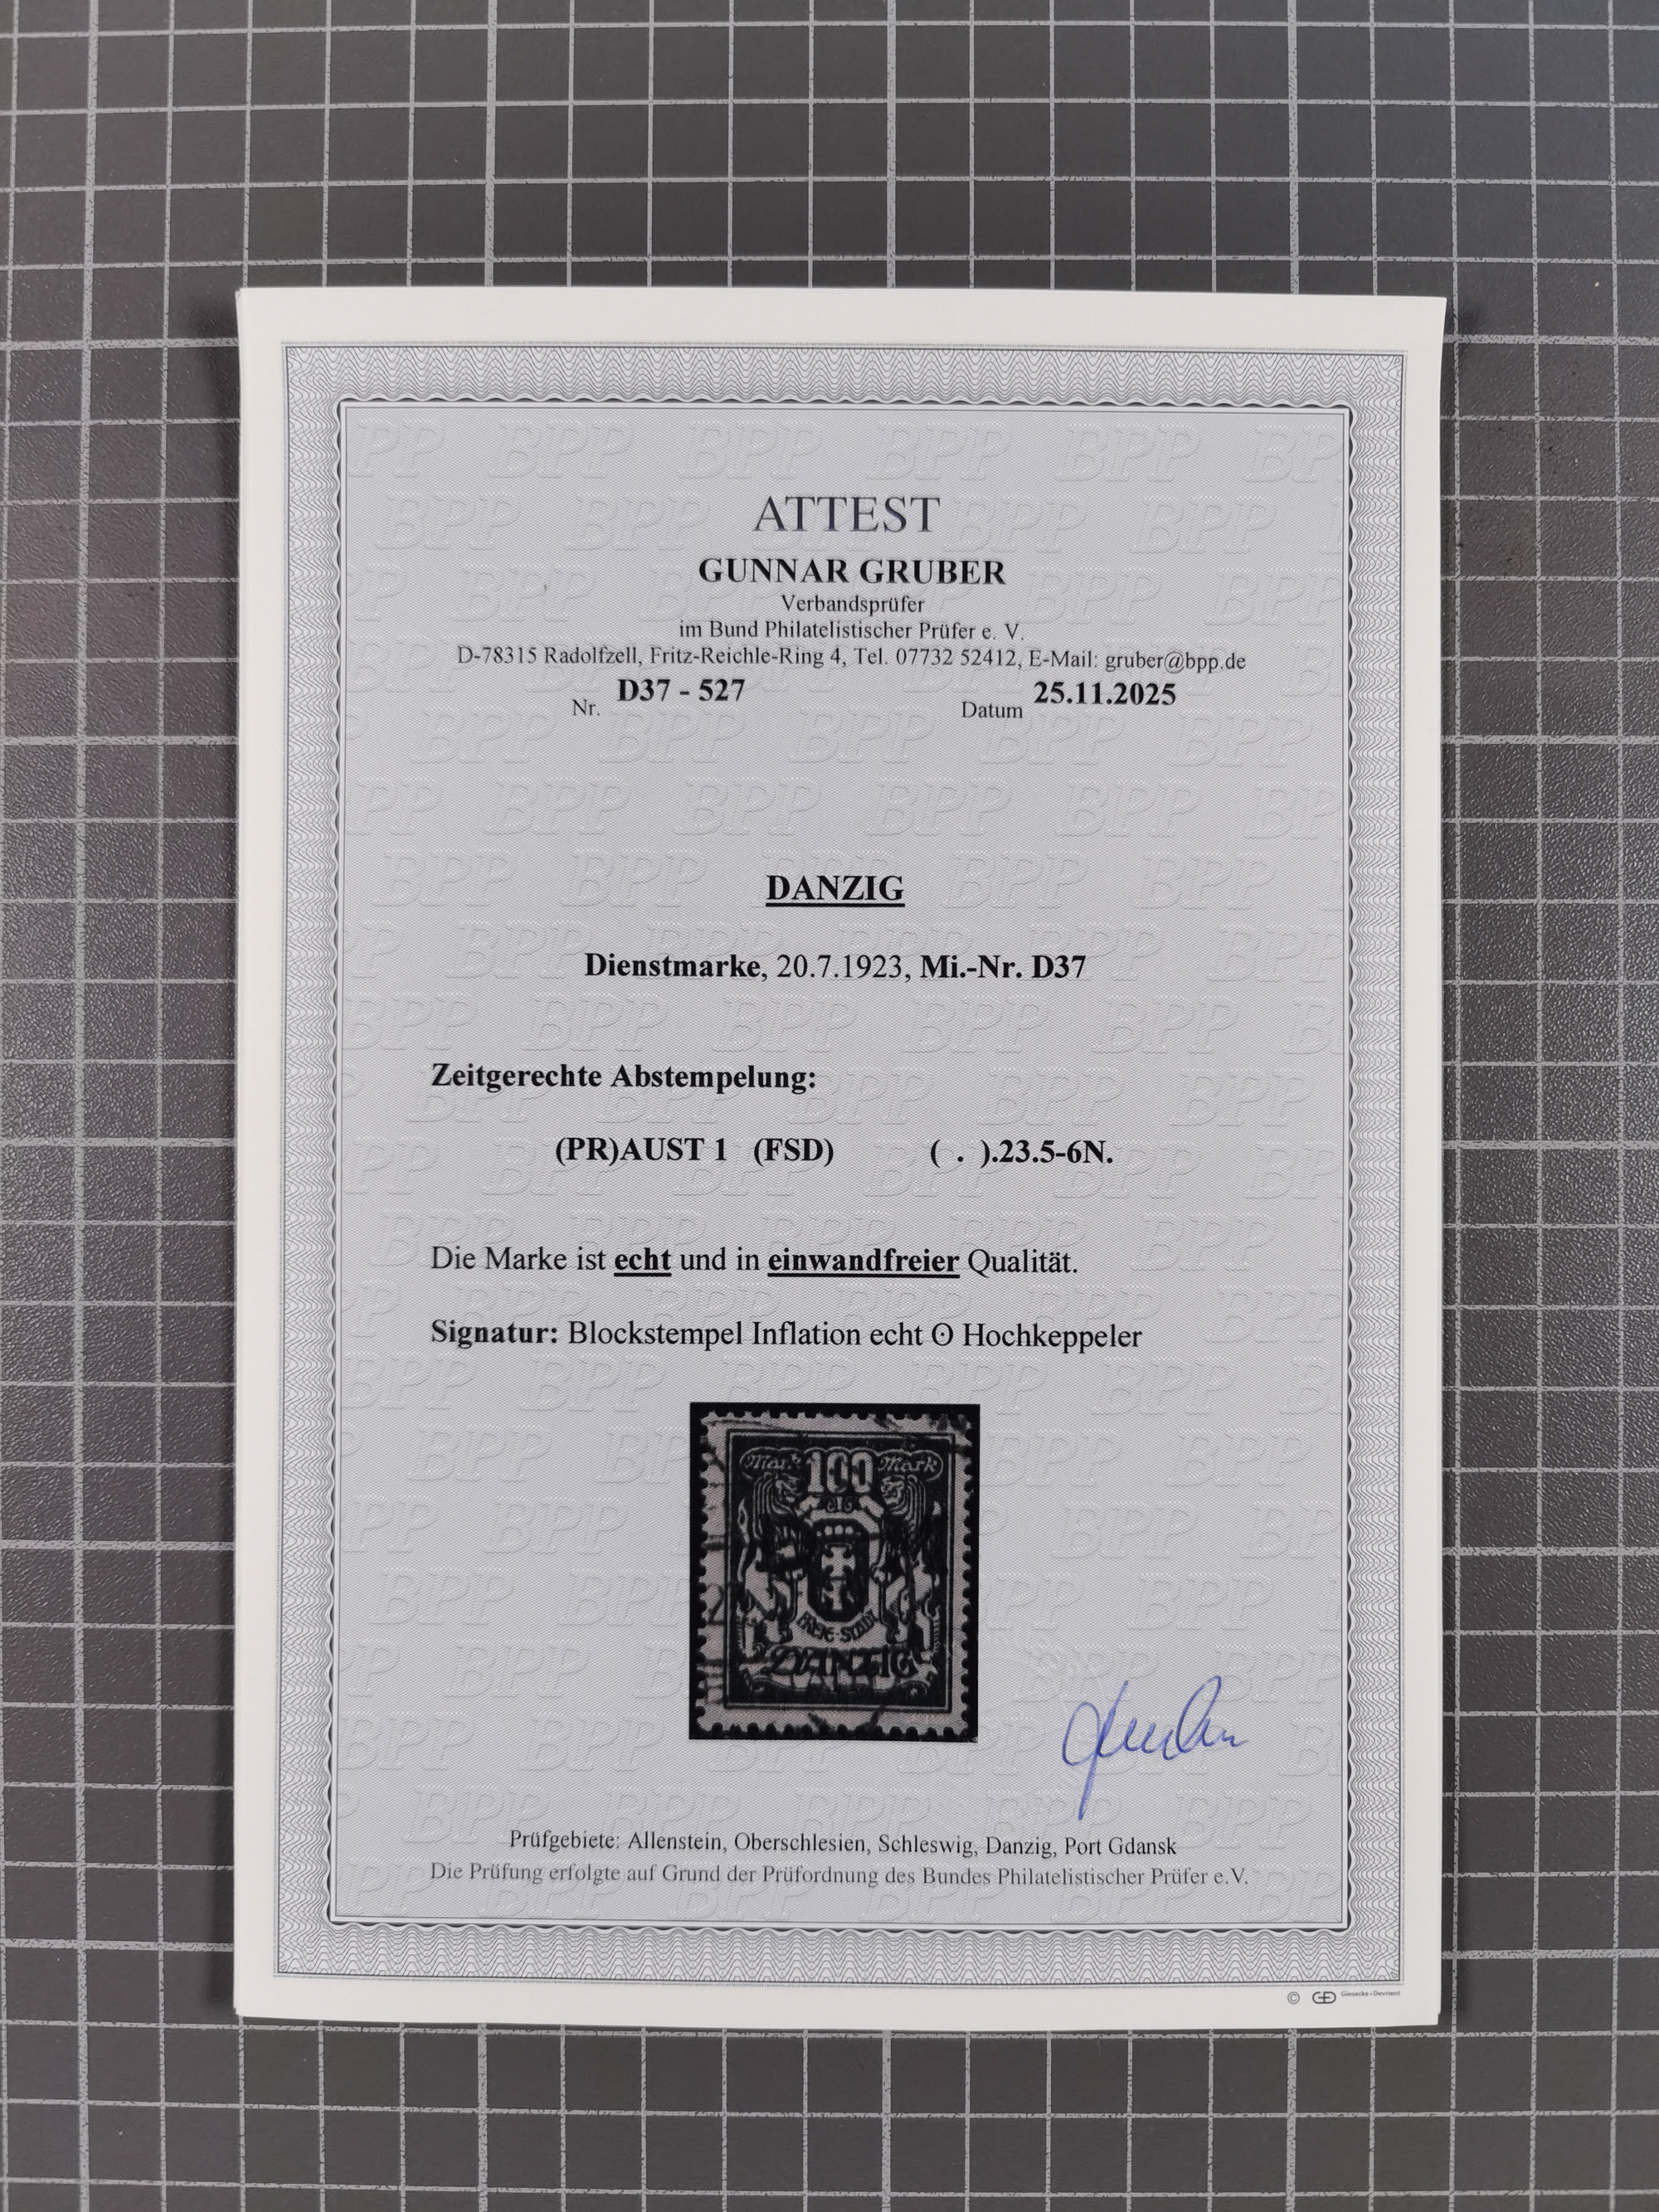 ATTEST
GUNNAR GRUBER
Verbandsprüfer
im Bund Philatelistischer Prüfer e. V.
D-78315 Radolfzell, Fritz-Reichle-Ring 4, Tel. 07732 52412, E-Mail: gruber@bpp.de
Nr. D37 - 527 Datum 25.11.2025
DANZIG
Dienstmarke, 20.7.1923, Mi.-Nr. D37
Zeitgerechte Abstempelung:
(PR)AUST 1 (FSD) ( . ).23.5-6N.
Die Marke ist echt und in einwandfreier Qualität.
Signatur: Blockstempel Inflation echt ʘ Hochkeppeler
Mark 100 Mark
FREIE-STADT
DANZIG
Prüfgebiete: Allenstein, Oberschlesien, Schleswig, Danzig, Port Gdansk
Die Prüfung erfolgte auf Grund der Prüfordnung des Bundes Philatelistischer Prüfer e.V.
© G+D Giesecke+Devrient